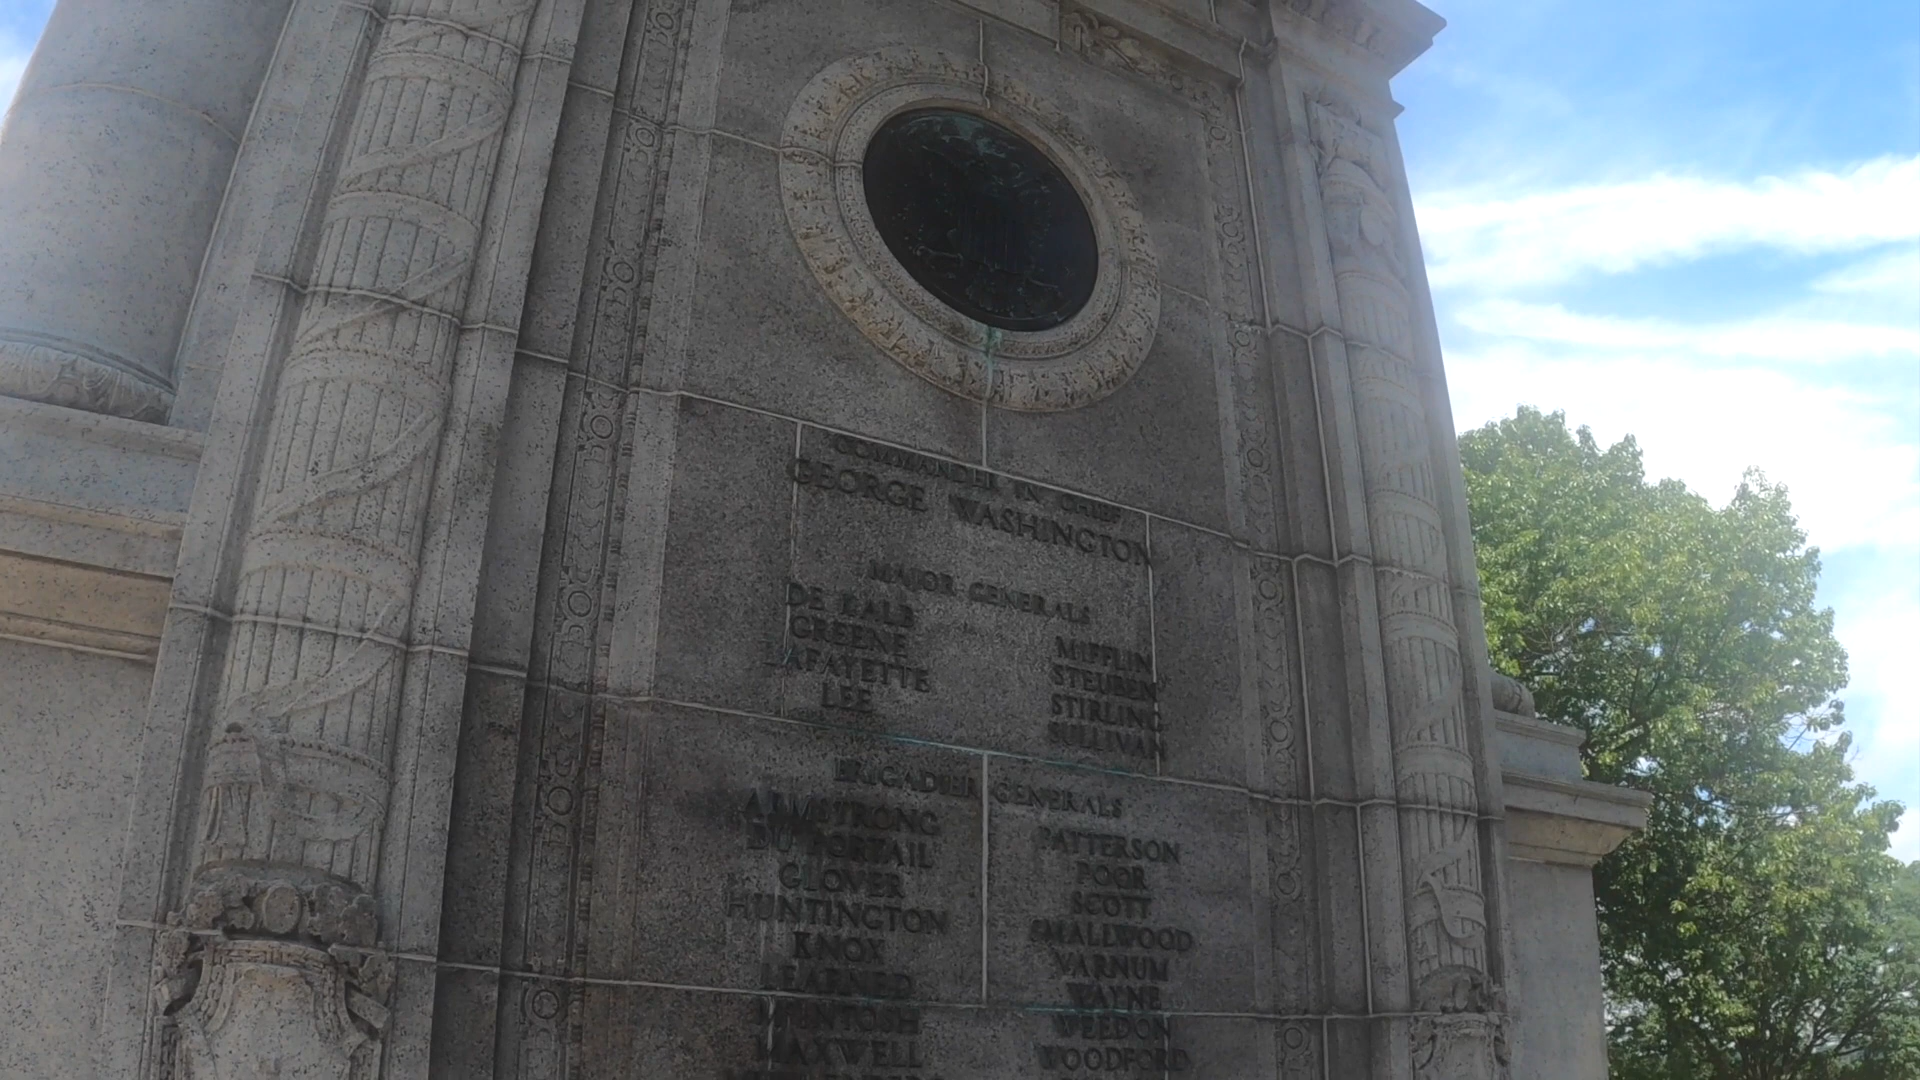 COMMANDER IN CHIEF
GEORGE WASHINGTON
MAJOR GENERALS
DE KALB
GREENE
LAFAYETTE
LEE
MIFFLIN
STEUBEN
STIRLING
SULLIVAN
BRIGADIER GENERALS
ARMSTRONG
DU PORTAIL
GLOVER
HUNTINGTON
KNOX
LEARNED
MCINTOSH
MAXWELL
PATTERSON
POOR
SCOTT
SMALLWOOD
VARNUM
WAYNE
WEEDON
WOODFORD